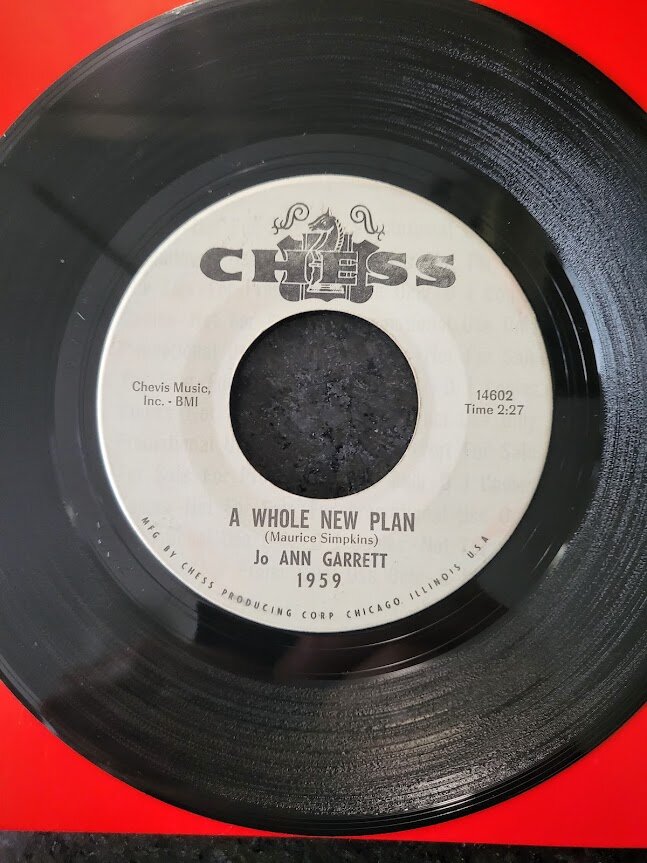 CHESS
Chevis Music,
Inc. - BMI
14602
Time 2:27
A WHOLE NEW PLAN
(Maurice Simpkins)
Jo ANN GARRETT
1959
MFG BY CHESS PRODUCING CORP CHICAGO, ILLINOIS U.S.A